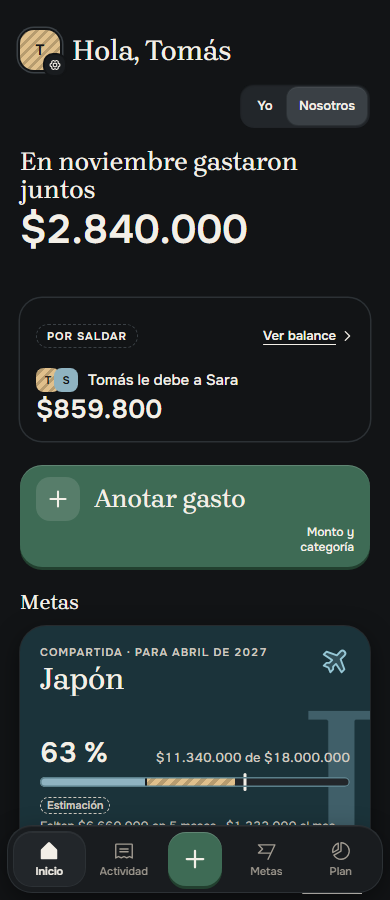 T
Hola, Tomás
Yo
Nosotros
En noviembre gastaron
juntos
$2.840.000
POR SALDAR
Ver balance
T S
Tomás le debe a Sara
$859.800
Anotar gasto
Monto y
categoría
Metas
COMPARTIDA · PARA ABRIL DE 2027
Japón
63 %
$11.340.000 de $18.000.000
Estimación
Inicio
Actividad
Metas
Plan